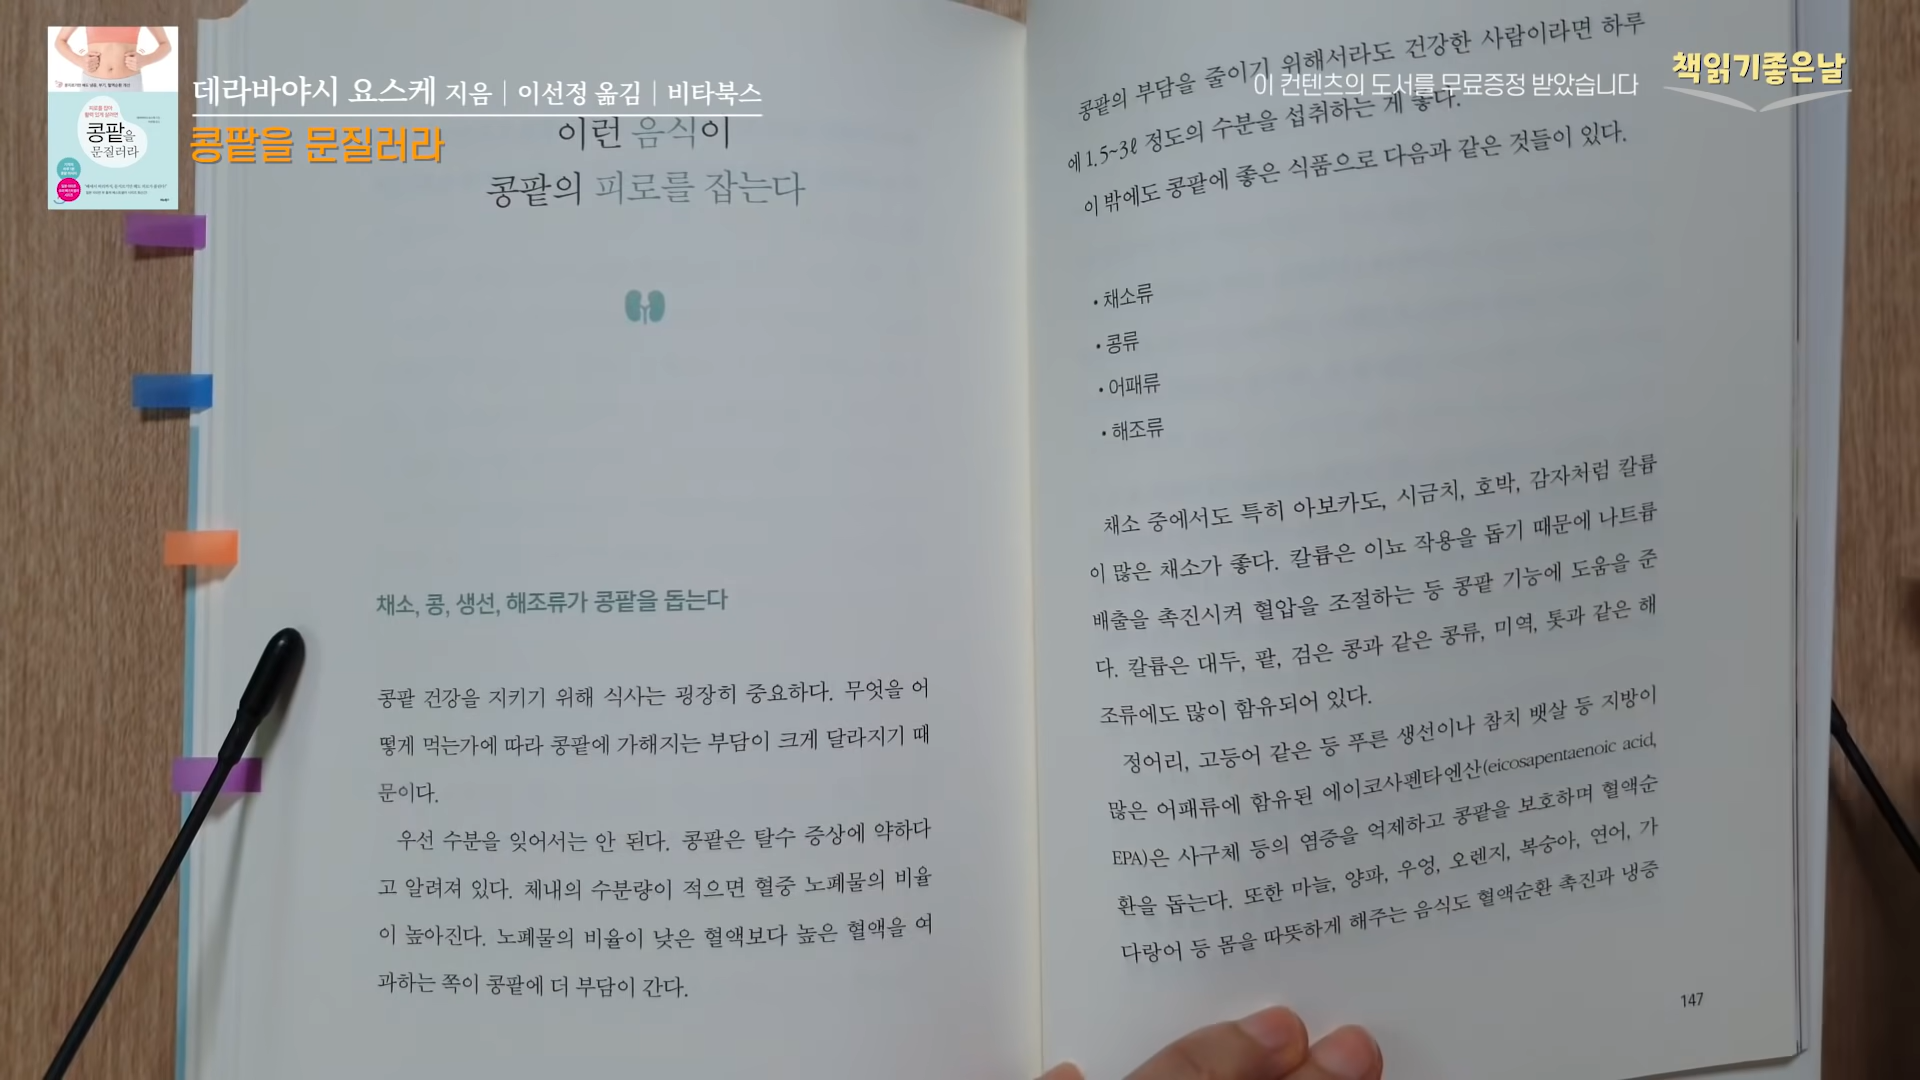 데라바야시 요스케 지음 | 이선정 옮김 | 비타북스
콩팥을 문질러라
콩팥을
문질러라
책읽기좋은날
이 컨텐츠의 도서를 무료증정 받았습니다
이런 음식이
콩팥의 피로를 잡는다
채소, 콩, 생선, 해조류가 콩팥을 돕는다
콩팥 건강을 지키기 위해 식사는 굉장히 중요하다. 무엇을 어
떻게 먹는가에 따라 콩팥에 가해지는 부담이 크게 달라지기 때
문이다.
우선 수분을 잊어서는 안 된다. 콩팥은 탈수 증상에 약하다
고 알려져 있다. 체내의 수분량이 적으면 혈중 노폐물의 비율
이 높아진다. 노폐물의 비율이 낮은 혈액보다 높은 혈액을 여
과하는 쪽이 콩팥에 더 부담이 간다.
콩팥의 부담을 줄이기 위해서라도 건강한 사람이라면 하루
에 1.5~3ℓ 정도의 수분을 섭취하는 게 좋다.
이 밖에도 콩팥에 좋은 식품으로 다음과 같은 것들이 있다.
• 채소류
• 콩류
• 어패류
• 해조류
채소 중에서도 특히 아보카도, 시금치, 호박, 감자처럼 칼륨
이 많은 채소가 좋다. 칼륨은 이뇨 작용을 돕기 때문에 나트륨
배출을 촉진시켜 혈압을 조절하는 등 콩팥 기능에 도움을 준
다. 칼륨은 대두, 팥, 검은 콩과 같은 콩류, 미역, 톳과 같은 해
조류에도 많이 함유되어 있다.
정어리, 고등어 같은 등 푸른 생선이나 참치 뱃살 등 지방이
많은 어패류에 함유된 에이코사펜타엔산(eicosapentaenoic acid,
EPA)은 사구체 등의 염증을 억제하고 콩팥을 보호하며 혈액순
환을 돕는다. 또한 마늘, 양파, 우엉, 오렌지, 복숭아, 연어, 가
다랑어 등 몸을 따뜻하게 해주는 음식도 혈액순환 촉진과 냉증
147